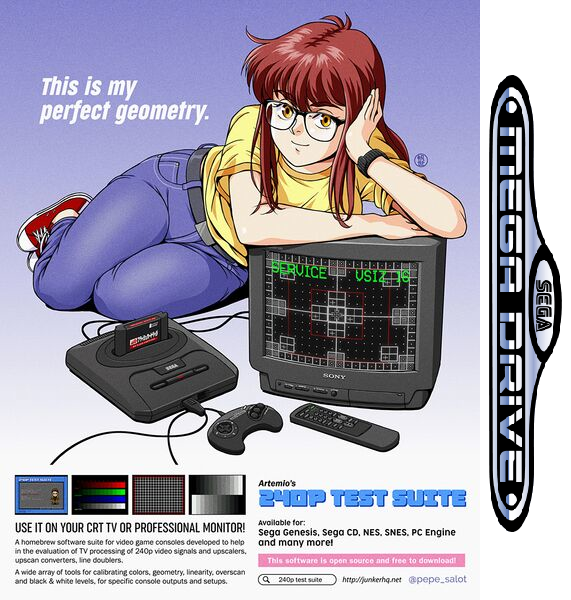 This is my
perfect geometry.
SERVICE VSIZ 16
SEGA
SONY
240P TEST SUITE
USE IT ON YOUR CRT TV OR PROFESSIONAL MONITOR!
A homebrew software suite for video game consoles developed to help
in the evaluation of TV processing of 240p video signals and upscalers,
upscan converters, line doublers.
A wide array of tools for calibrating colors, geometry, linearity, overscan
and black & white levels, for specific console outputs and setups.
Artemio's
240P TEST SUITE
Available for:
Sega Genesis, Sega CD, NES, SNES, PC Engine
and many more!
This software is open source and free to download!
240p test suite
http://junkerhq.net
@pepe_salot
MEGA DRIVE
SEGA